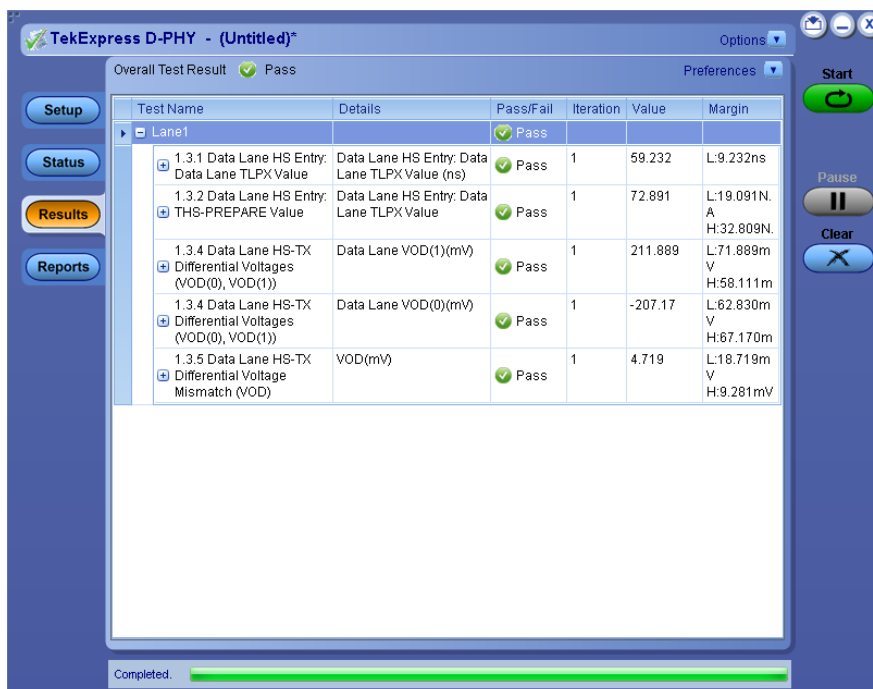 TekExpress D-PHY - (Untitled)*
Options
Overall Test Result Pass
Preferences
Start
Setup
Status
Results
Reports
Pause
Clear
Test Name Details Pass/Fail Iteration Value Margin
Lane1 Pass
1.3.1 Data Lane HS Entry: Data Lane HS Entry: Data Pass 1 59.232 L:9.232ns
Data Lane TLPX Value Lane TLPX Value (ns)
1.3.2 Data Lane HS Entry: Data Lane HS Entry: Data Pass 1 72.891 L:19.091N.
THS-PREPARE Value Lane TLPX Value A
H:32.809N.
1.3.4 Data Lane HS-TX Data Lane VOD(1)(mV) Pass 1 211.889 L:71.889m
Differential Voltages V
(VOD(0), VOD(1)) H:58.111m
1.3.4 Data Lane HS-TX Data Lane VOD(0)(mV) Pass 1 -207.17 L:62.830m
Differential Voltages V
(VOD(0), VOD(1)) H:67.170m
1.3.5 Data Lane HS-TX VOD(mV) Pass 1 4.719 L:18.719m
Differential Voltage V
Mismatch (VOD) H:9.281mV
Completed.